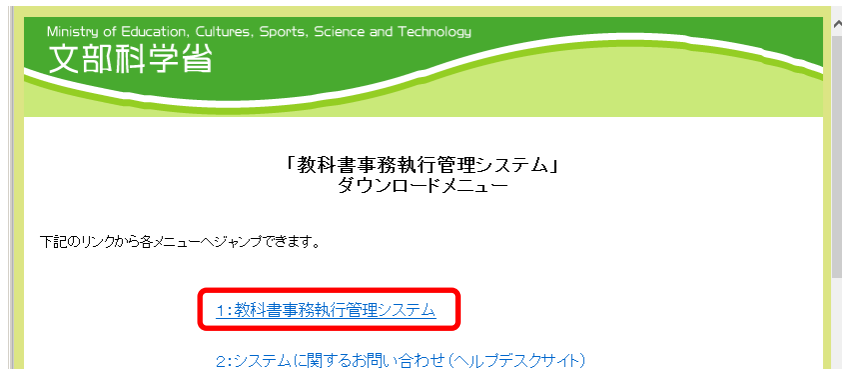 Ministry of Education, Cultures, Sports, Science and Technology
文部科学省
「教科書事務執行管理システム」
ダウンロードメニュー
下記のリンクから各メニューへジャンプできます。
1:教科書事務執行管理システム
2:システムに関するお問い合わせ(ヘルプデスクサイト)